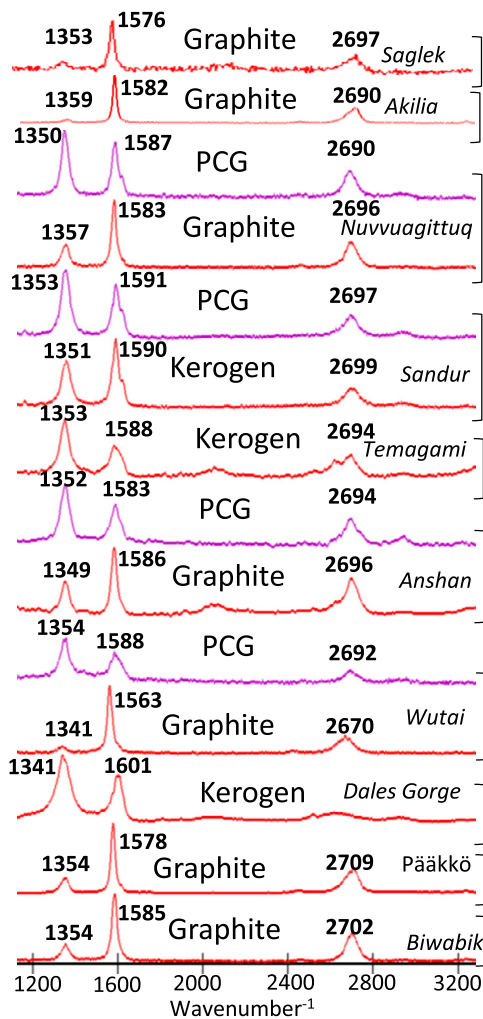 1576
1353 Graphite 2697 Saglek
1582
1359 Graphite 2690 Akilia
1350 1587 PCG 2690
1583 2696
1357 Graphite Nuvvuagittuq
1353 1591 PCG 2697
1351 1590 Kerogen 2699 Sandur
1353 1588 Kerogen 2694 Temagami
1352 1583 PCG 2694
1349 1586 Graphite 2696 Anshan
1354 1588 PCG 2692
1563
1341 Graphite 2670 Wutai
1341 1601 Kerogen Dales Gorge
1578
1354 Graphite 2709 Pääkkö
1585
1354 Graphite 2702 Biwabik
1200 1600 2000 2400 2800 3200
Wavenumber-1